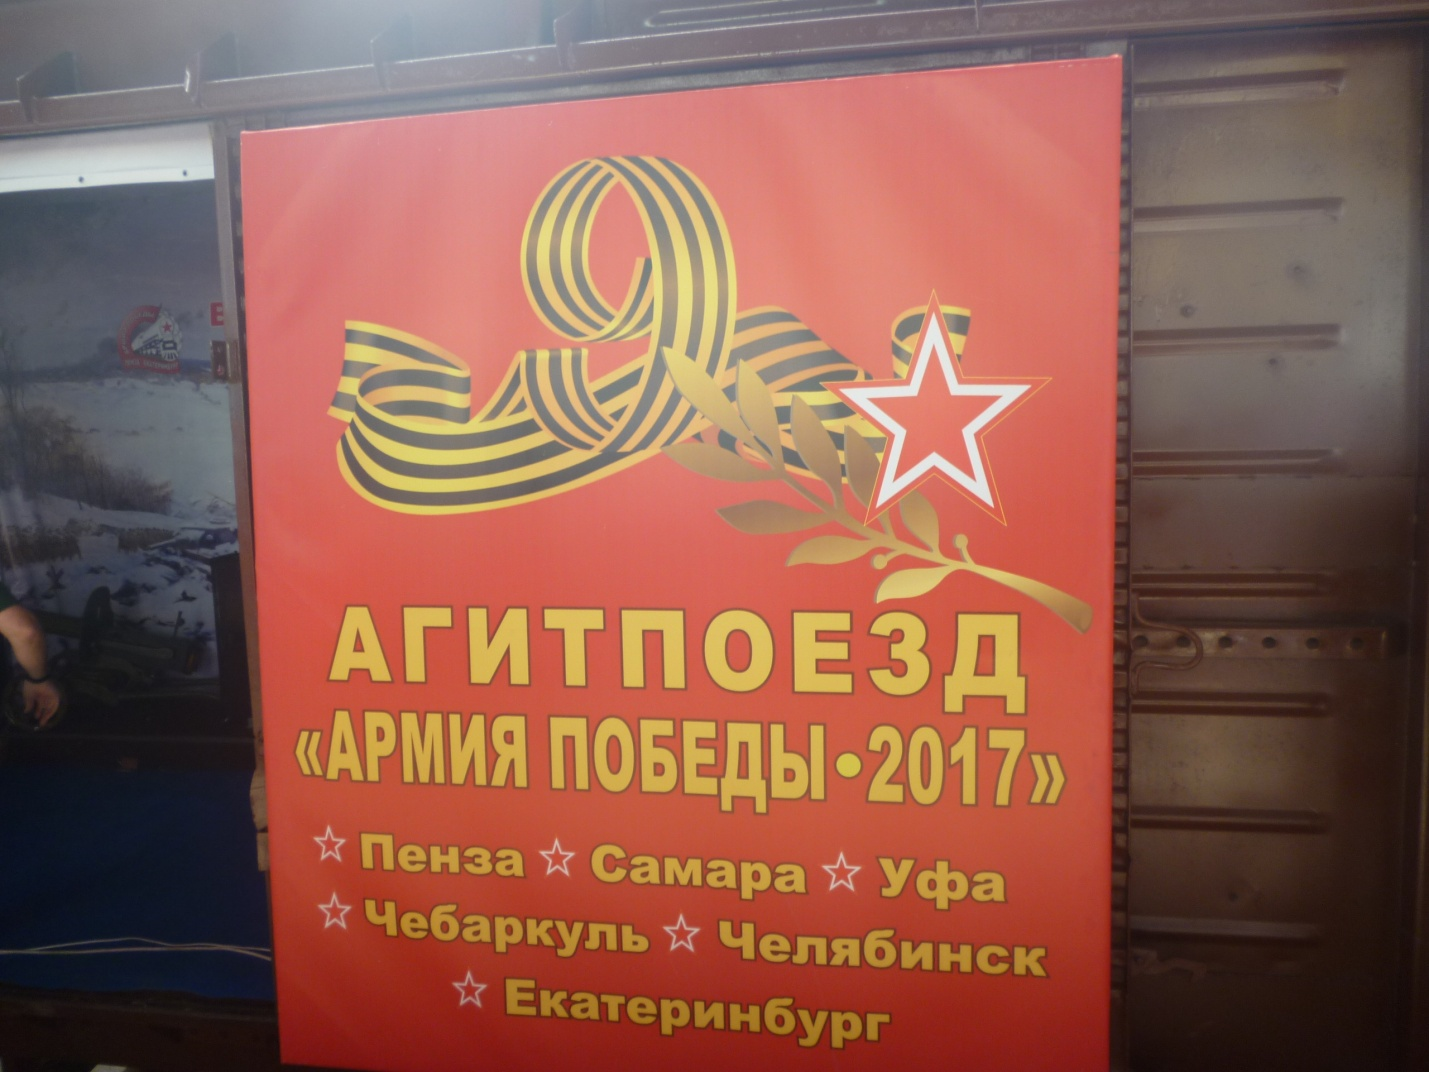 АГИТПОЕЗД
«АРМИЯ ПОБЕДЫ•2017»
☆ Пенза ☆ Самара ☆ Уфа
☆ Чебаркуль ☆ Челябинск
☆ Екатеринбург